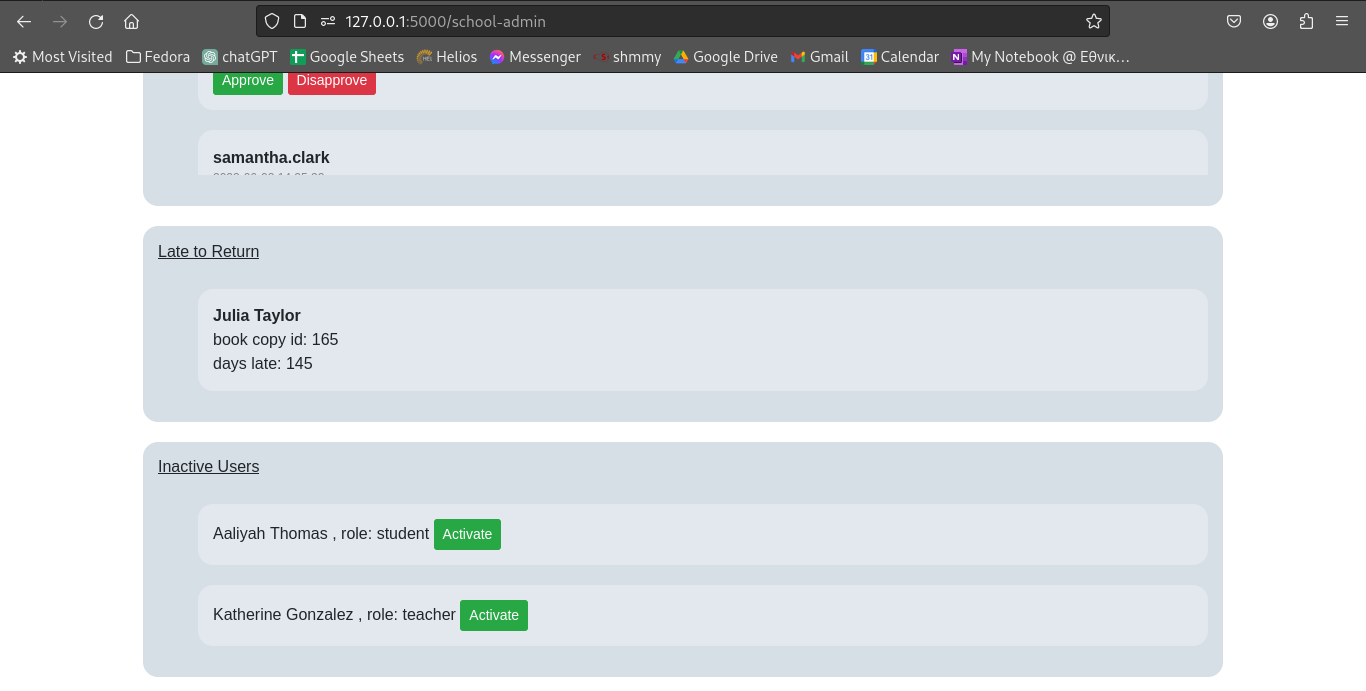 127.0.0.1:5000/school-admin
Most Visited Fedora chatGPT Google Sheets Helios Messenger shmmy Google Drive Gmail Calendar My Notebook @ Εθνικ…
Approve Disapprove
samantha.clark
Late to Return
Julia Taylor
book copy id: 165
days late: 145
Inactive Users
Aaliyah Thomas , role: student Activate
Katherine Gonzalez , role: teacher Activate